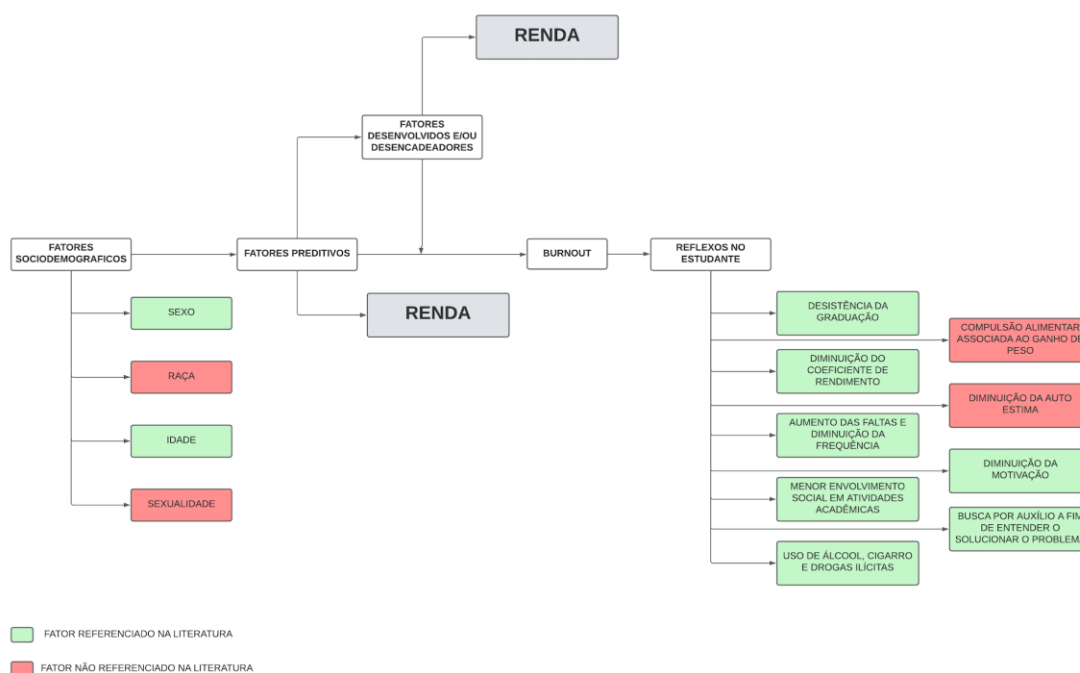 RENDA
FATORES
DESENVOLVIDOS E/OU
DESENCADEADORES
FATORES
SOCIODEMOGRAFICOS
FATORES PREDITIVOS
BURNOUT
REFLEXOS NO
ESTUDANTE
RENDA
SEXO
RAÇA
IDADE
SEXUALIDADE
DESISTÊNCIA DA
GRADUAÇÃO
COMPULSÃO ALIMENTAR
ASSOCIADA AO GANHO DE
PESO
DIMINUIÇÃO DO
COEFICIENTE DE
RENDIMENTO
DIMINUIÇÃO DA AUTO
ESTIMA
AUMENTO DAS FALTAS E
DIMINUIÇÃO DA
FREQUÊNCIA
DIMINUIÇÃO DA
MOTIVAÇÃO
MENOR ENVOLVIMENTO
SOCIAL EM ATIVIDADES
ACADÊMICAS
BUSCA POR AUXÍLIO A FIM
DE ENTENDER O
SOLUCIONAR O PROBLEMA
USO DE ÁLCOOL, CIGARRO
E DROGAS ILÍCITAS
FATOR REFERENCIADO NA LITERATURA
FATOR NÃO REFERENCIADO NA LITERATURA